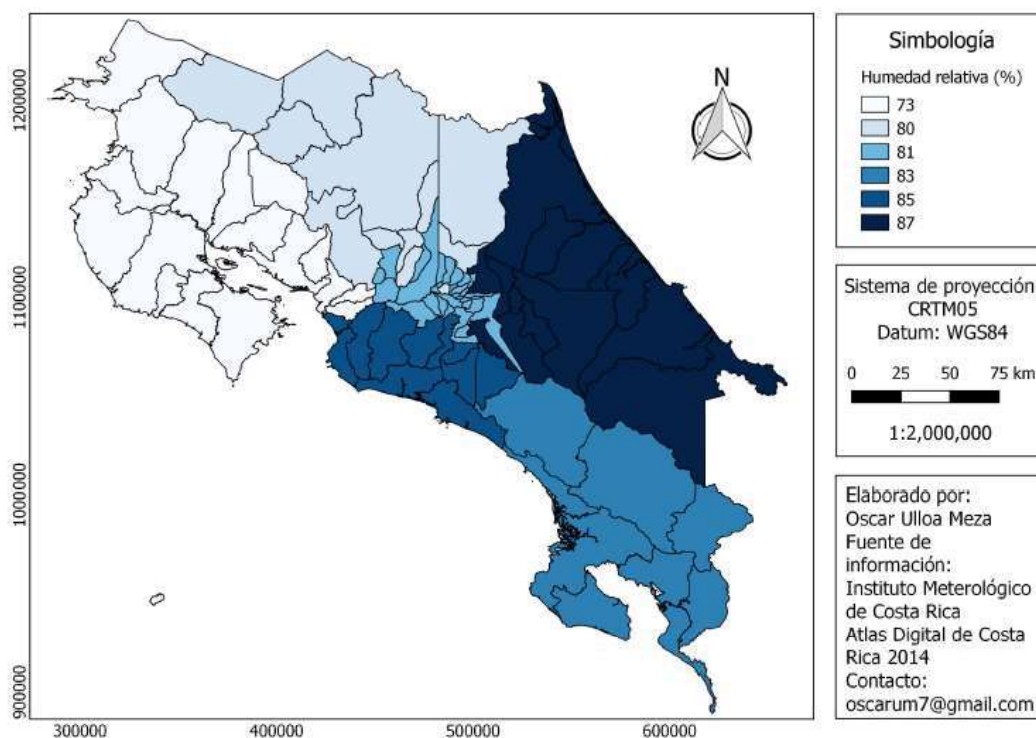 N
1200000
1100000
1000000
900000
300000
400000
500000
600000
Simbología
Humedad relativa (%)
73
80
81
83
85
87
Sistema de proyección
CRTM05
Datum: WGS84
0 25 50 75 km
1:2,000,000
Elaborado por:
Oscar Ulloa Meza
Fuente de
información:
Instituto Meterológico
de Costa Rica
Atlas Digital de Costa
Rica 2014
Contacto:
oscarum7@gmail.com